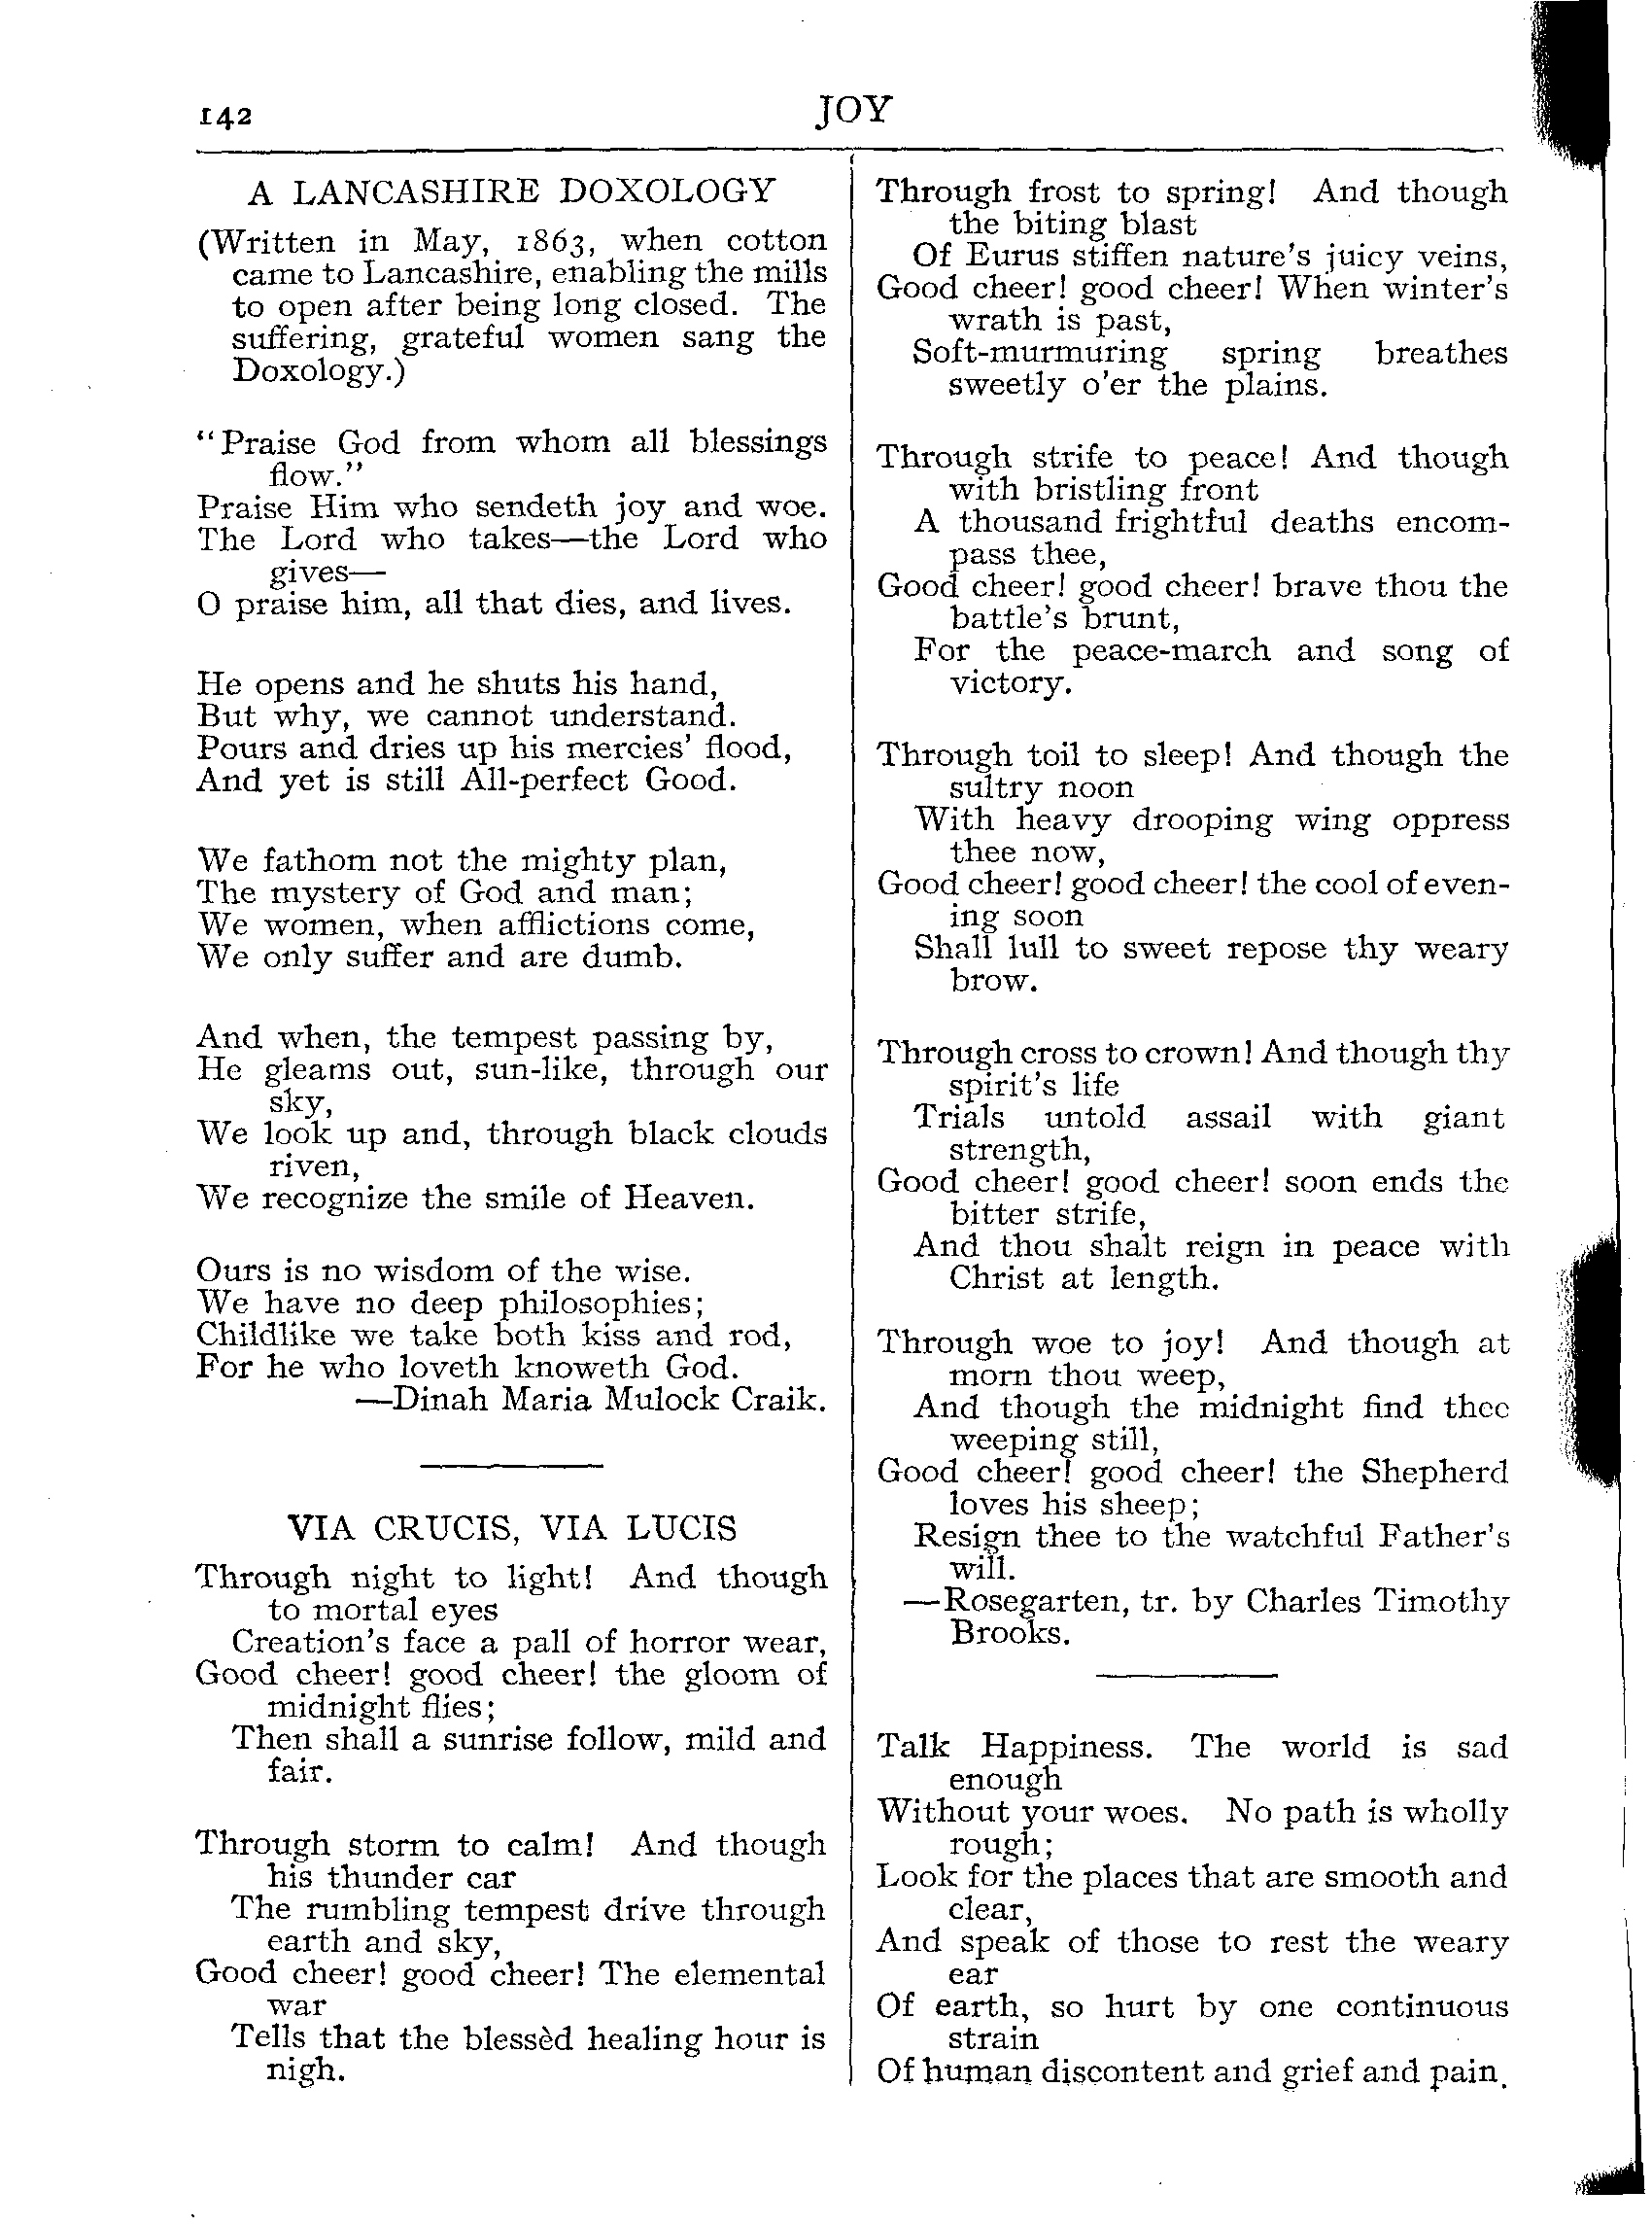 142
JOY
A LANCASHIRE DOXOLOGY
(Written in May, 1863, when cotton
came to Lancashire, enabling the mills
to open after being long closed. The
suffering, grateful women sang the
Doxology.)
"Praise God from whom all blessings
flow."
Praise Him who sendeth joy and woe.
The Lord who takes—the Lord who
gives—
O praise him, all that dies, and lives.
He opens and he shuts his hand,
But why, we cannot understand.
Pours and dries up his mercies' flood,
And yet is still All-perfect Good.
We fathom not the mighty plan,
The mystery of God and man;
We women, when afflictions come,
We only suffer and are dumb.
And when, the tempest passing by,
He gleams out, sun-like, through our
sky,
We look up and, through black clouds
riven,
We recognize the smile of Heaven.
Ours is no wisdom of the wise.
We have no deep philosophies;
Childlike we take both kiss and rod,
For he who loveth knoweth God.
—Dinah Maria Mulock Craik.
VIA CRUCIS, VIA LUCIS
Through night to light! And though
to mortal eyes
Creation's face a pall of horror wear,
Good cheer! good cheer! the gloom of
midnight flies;
Then shall a sunrise follow, mild and
fair.
Through storm to calm! And though
his thunder car
The rumbling tempest drive through
earth and sky,
Good cheer! good cheer! The elemental
war
Tells that the blessèd healing hour is
nigh.
Through frost to spring! And though
the biting blast
Of Eurus stiffen nature's juicy veins,
Good cheer! good cheer! When winter's
wrath is past,
Soft-murmuring spring breathes
sweetly o'er the plains.
Through strife to peace! And though
with bristling front
A thousand frightful deaths encom-
pass thee,
Good cheer! good cheer! brave thou the
battle's brunt,
For the peace-march and song of
victory.
Through toil to sleep! And though the
sultry noon
With heavy drooping wing oppress
thee now,
Good cheer! good cheer! the cool of even-
ing soon
Shall lull to sweet repose thy weary
brow.
Through cross to crown! And though thy
spirit's life
Trials untold assail with giant
strength,
Good cheer! good cheer! soon ends the
bitter strife,
And thou shalt reign in peace with
Christ at length.
Through woe to joy! And though at
morn thou weep,
And though the midnight find thee
weeping still,
Good cheer! good cheer! the Shepherd
loves his sheep;
Resign thee to the watchful Father's
will.
—Rosegarten, tr. by Charles Timothy
Brooks.
Talk Happiness. The world is sad
enough
Without your woes. No path is wholly
rough;
Look for the places that are smooth and
clear,
And speak of those to rest the weary
ear
Of earth, so hurt by one continuous
strain
Of human discontent and grief and pain.